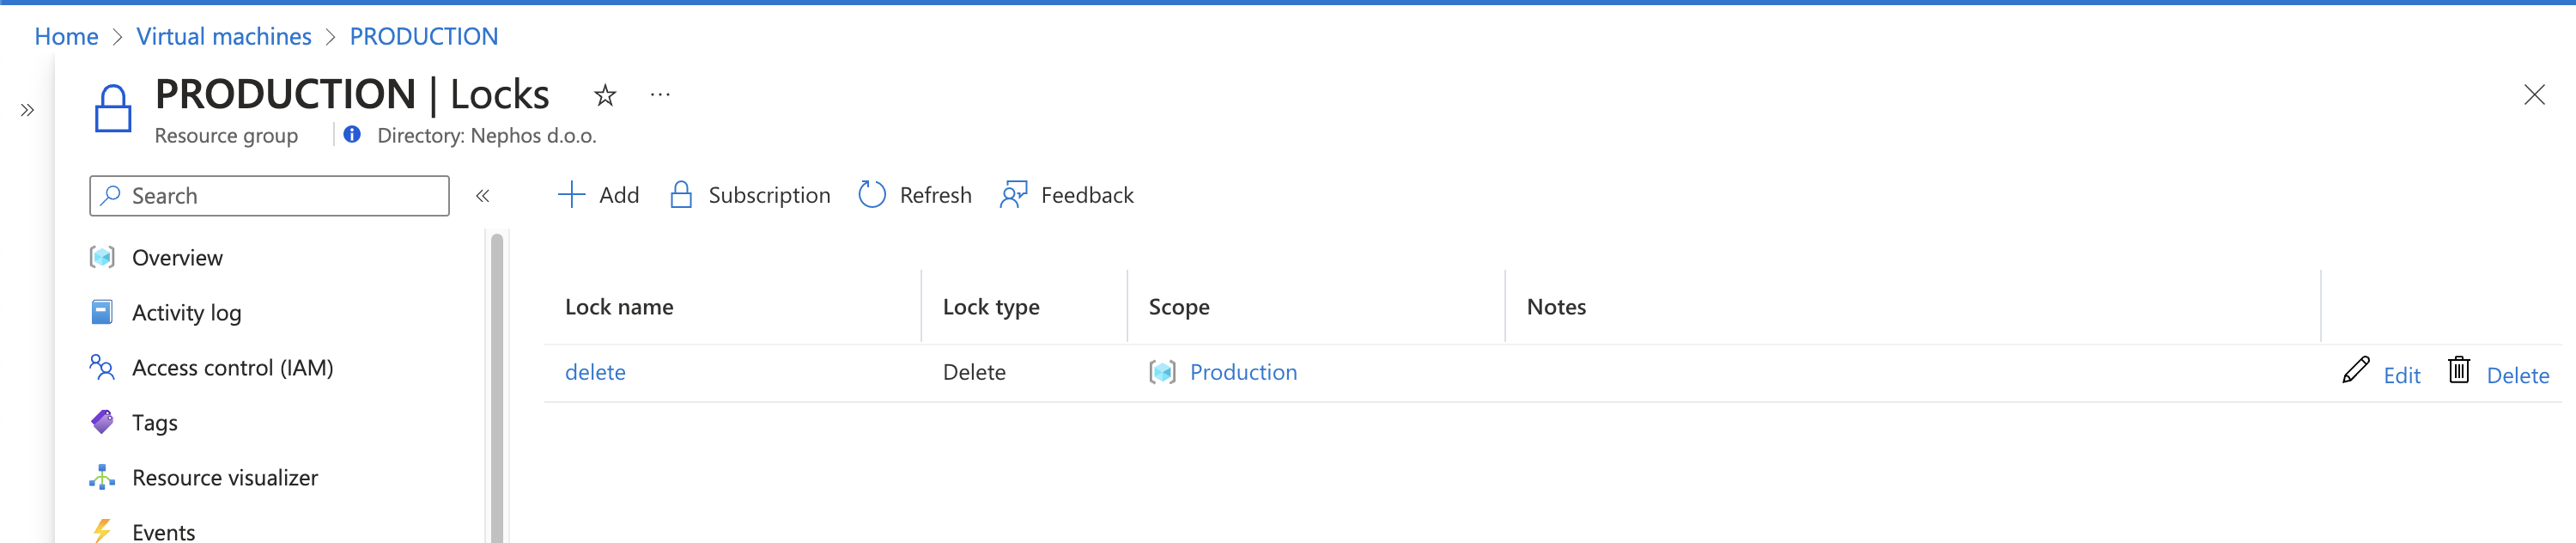 Home > Virtual machines > PRODUCTION
PRODUCTION | Locks
Resource group
Directory: Nephos d.o.o.
Search
Add Subscription Refresh Feedback
Overview
Activity log
Access control (IAM)
Tags
Resource visualizer
Events
Lock name Lock type Scope Notes
delete Delete Production Edit Delete